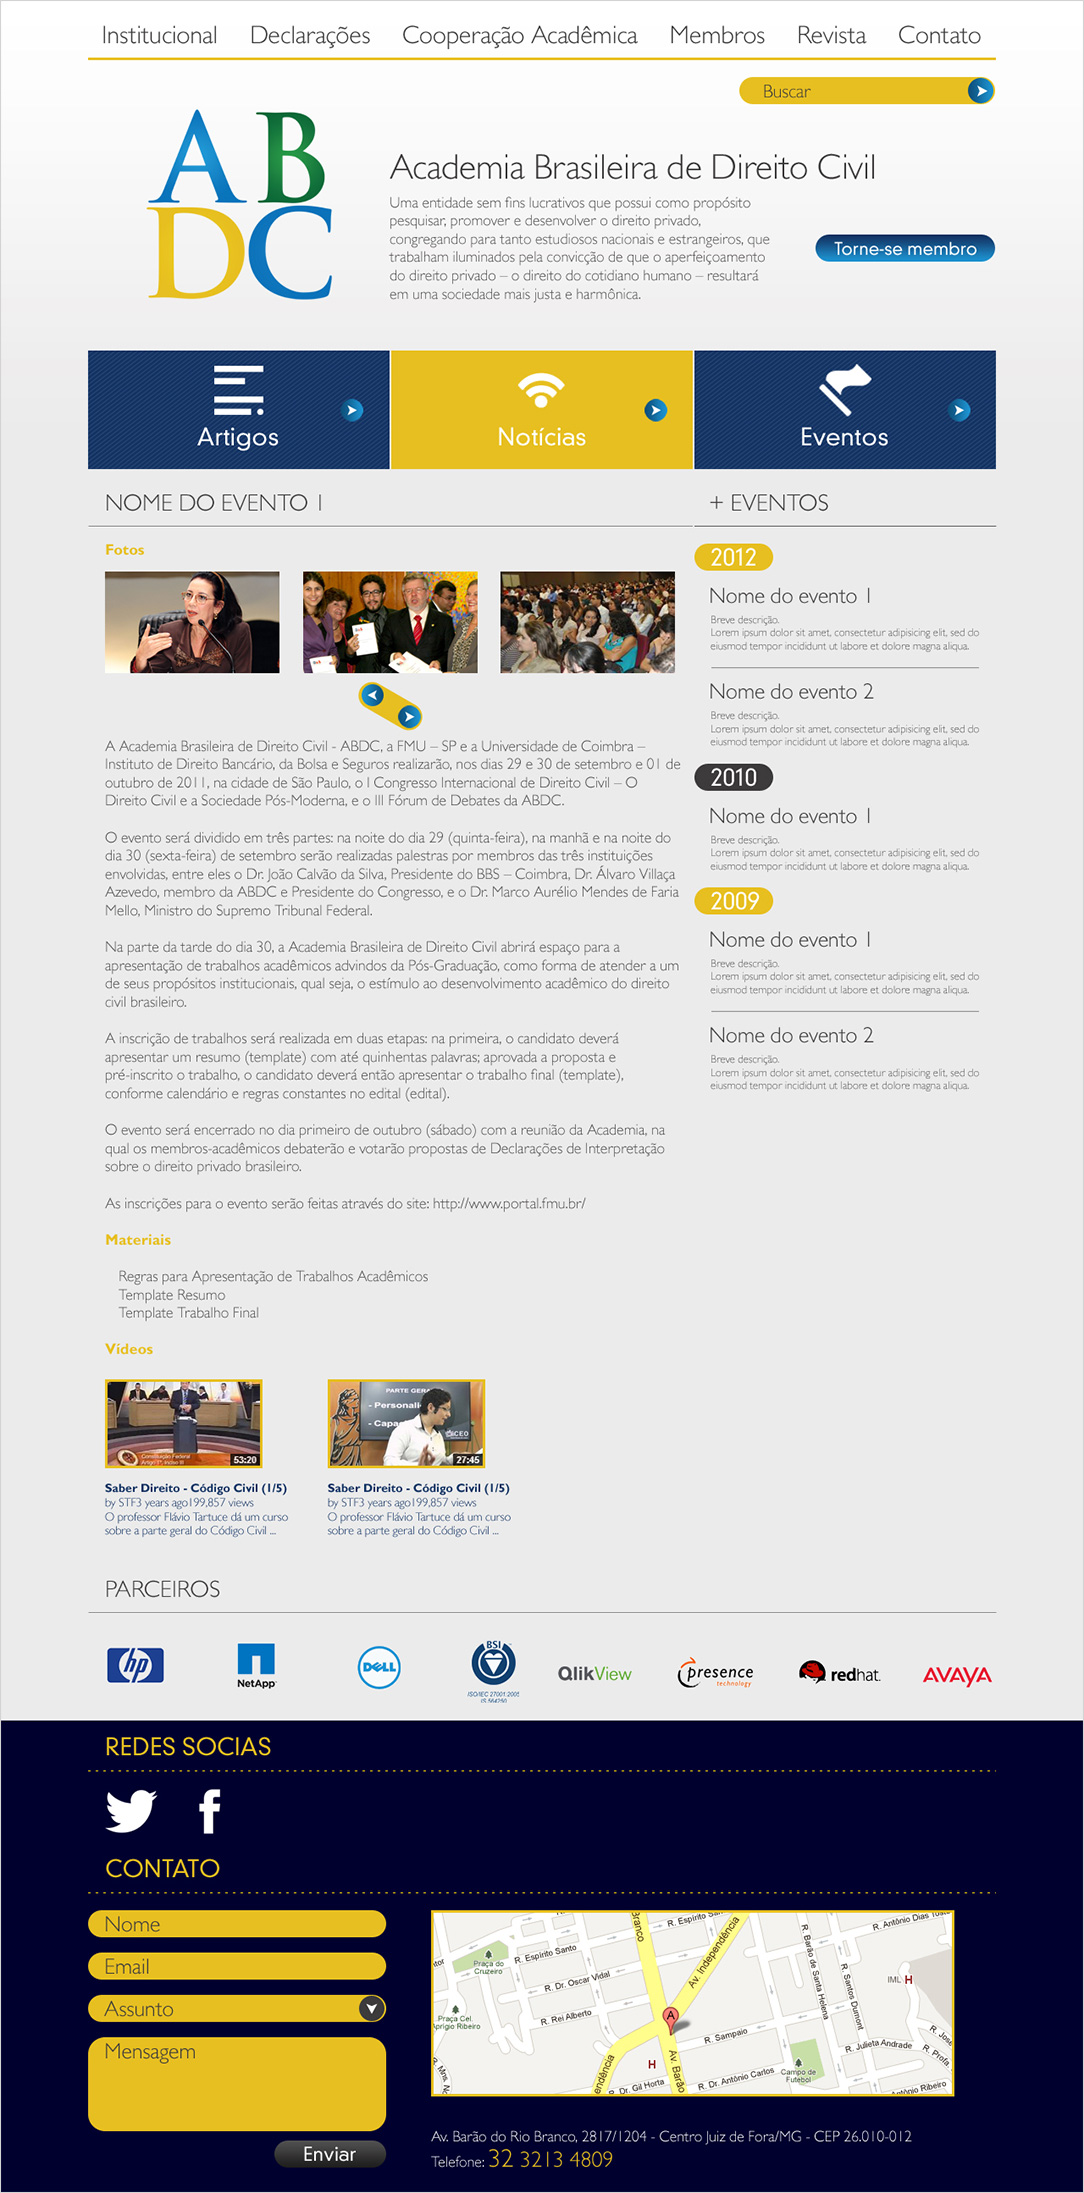 Institucional Declarações Cooperação Acadêmica Membros Revista Contato
Buscar
AB
DC
Academia Brasileira de Direito Civil
Uma entidade sem fins lucrativos que possui como propósito
pesquisar, promover e desenvolver o direito privado,
congregando para tanto estudiosos nacionais e estrangeiros, que
trabalham iluminados pela convicção de que o aperfeiçoamento
do direito privado – o direito do cotidiano humano – resultará
em uma sociedade mais justa e harmônica.
Torne-se membro
Artigos
Notícias
Eventos
NOME DO EVENTO 1
Fotos
A Academia Brasileira de Direito Civil - ABDC, a FMU – SP e a Universidade de Coimbra –
Instituto de Direito Bancário, da Bolsa e Seguros realizarão, nos dias 29 e 30 de setembro e 01 de
outubro de 2011, na cidade de São Paulo, o I Congresso Internacional de Direito Civil – O
Direito Civil e a Sociedade Pós-Moderna, e o III Fórum de Debates da ABDC.
O evento será dividido em três partes: na noite do dia 29 (quinta-feira), na manhã e na noite do
dia 30 (sexta-feira) de setembro serão realizadas palestras por membros das três instituições
envolvidas, entre eles o Dr. João Calvão da Silva, Presidente do BBS – Coimbra, Dr. Álvaro Villaça
Azevedo, membro da ABDC e Presidente do Congresso, e o Dr. Marco Aurélio Mendes de Faria
Mello, Ministro do Supremo Tribunal Federal.
Na parte da tarde do dia 30, a Academia Brasileira de Direito Civil abrirá espaço para a
apresentação de trabalhos acadêmicos advindos da Pós-Graduação, como forma de atender a um
de seus propósitos institucionais, qual seja, o estímulo ao desenvolvimento acadêmico do direito
civil brasileiro.
A inscrição de trabalhos será realizada em duas etapas: na primeira, o candidato deverá
apresentar um resumo (template) com até quinhentas palavras; aprovada a proposta e
pré-inscrito o trabalho, o candidato deverá então apresentar o trabalho final (template),
conforme calendário e regras constantes no edital (edital).
O evento será encerrado no dia primeiro de outubro (sábado) com a reunião da Academia, na
qual os membros-acadêmicos debaterão e votarão propostas de Declarações de Interpretação
sobre o direito privado brasileiro.
As inscrições para o evento serão feitas através do site: http://www.portal.fmu.br/
Materiais
Regras para Apresentação de Trabalhos Acadêmicos
Template Resumo
Template Trabalho Final
Vídeos
Constituição Federal
53:20
Saber Direito - Código Civil (1/5)
by STF3 years ago199,857 views
O professor Flávio Tartuce dá um curso
sobre a parte geral do Código Civil ...
PARTE GERA
- Personali
- Capa
27:45
Saber Direito - Código Civil (1/5)
by STF3 years ago199,857 views
O professor Flávio Tartuce dá um curso
sobre a parte geral do Código Civil ...
+ EVENTOS
2012
Nome do evento 1
Breve descrição.
Lorem ipsum dolor sit amet, consectetur adipisicing elit, sed do
eiusmod tempor incididunt ut labore et dolore magna aliqua.
Nome do evento 2
Breve descrição.
Lorem ipsum dolor sit amet, consectetur adipisicing elit, sed do
eiusmod tempor incididunt ut labore et dolore magna aliqua.
2010
Nome do evento 1
Breve descrição.
Lorem ipsum dolor sit amet, consectetur adipisicing elit, sed do
eiusmod tempor incididunt ut labore et dolore magna aliqua.
2009
Nome do evento 1
Breve descrição.
Lorem ipsum dolor sit amet, consectetur adipisicing elit, sed do
eiusmod tempor incididunt ut labore et dolore magna aliqua.
Nome do evento 2
Breve descrição.
Lorem ipsum dolor sit amet, consectetur adipisicing elit, sed do
eiusmod tempor incididunt ut labore et dolore magna aliqua.
PARCEIROS
hp
NetApp
DELL
BSI
ISO/IEC 27001:2005
QlikView
presence
technology
redhat.
AVAYA
REDES SOCIAS
CONTATO
Nome
Email
Assunto
Mensagem
Enviar
Branco
R. Espírito San
R. Antônio Dias Tost
R. Espírito Santo
Praça do
Cruzeiro
Av. Independência
R. Barão de Santa Helena
R. Santos Dumont
IML H
R. Dr. Oscar Vidal
R. Rei Alberto
Praça Cel.
Aprígio Ribeiro
A
R. Sampaio
R. Julieta Andrade
R. Jose
R. Profa.
H
Av. Barão
endência
R. Dr. Gil Horta
R. Dr. Antônio Carlos
Campo de
Futebol
Antônio Ribeiro
R. Mns. No
Av. Barão do Rio Branco, 2817/1204 - Centro Juiz de Fora/MG - CEP 26.010-012
Telefone: 32 3213 4809